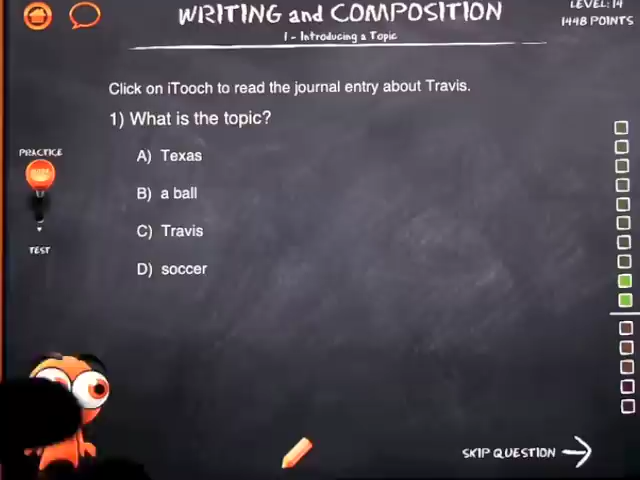 LEVEL: 14
WRITING and COMPOSITION
1448 POINTS
1 - Introducing a Topic
Click on iTooch to read the journal entry about Travis.
1) What is the topic?
PRACTICE
A) Texas
B) a ball
C) Travis
TEST
D) soccer
SKIP QUESTION